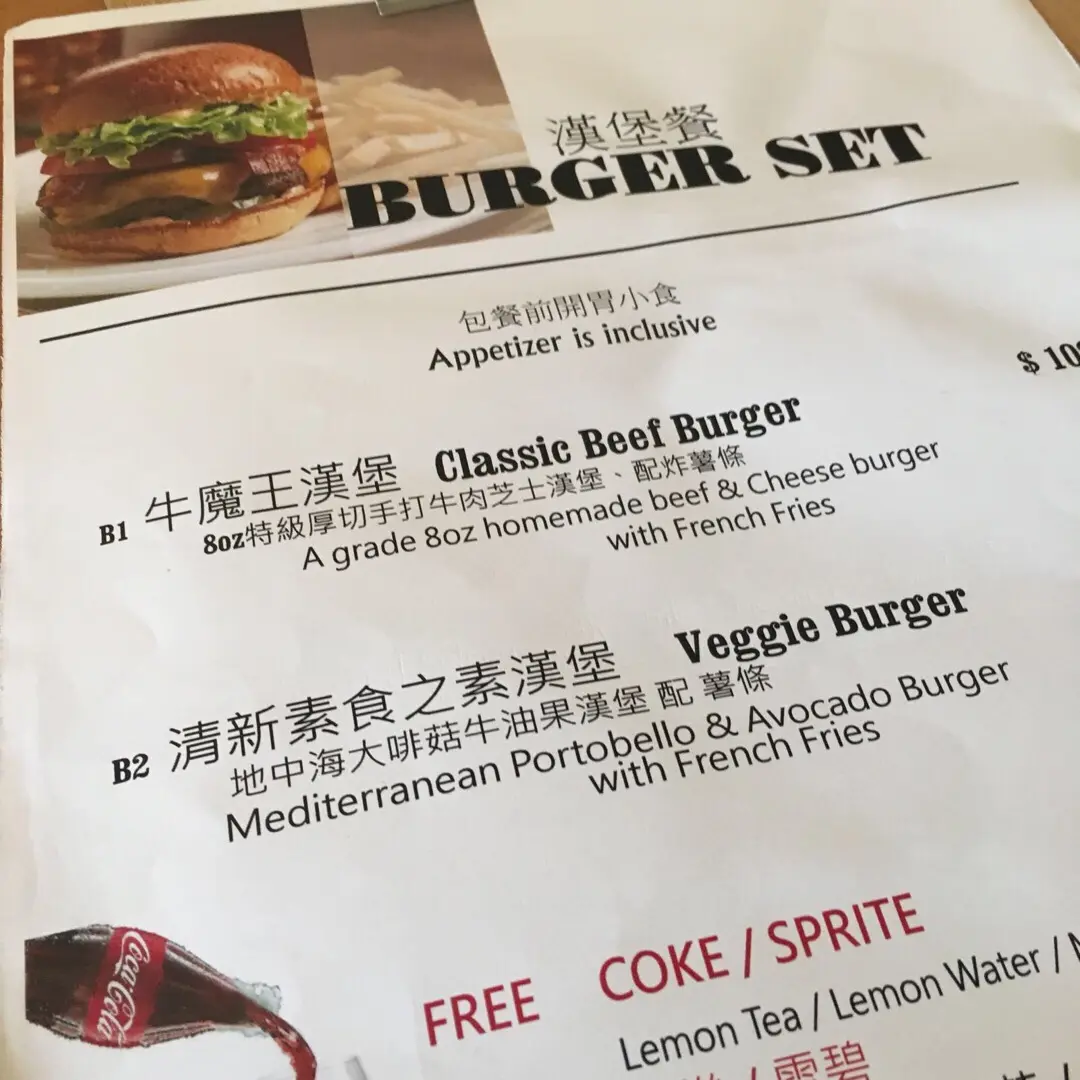 漢堡餐
BURGER SET
包餐前開胃小食
Appetizer is inclusive
B1 牛魔王漢堡 Classic Beef Burger
8oz特級厚切手打牛肉芝士漢堡、配炸薯條
A grade 8oz homemade beef & Cheese burger
with French Fries
B2 清新素食之素漢堡 Veggie Burger
地中海大啡菇牛油果漢堡 配 薯條
Mediterranean Portobello & Avocado Burger
with French Fries
Coca-Cola
FREE COKE / SPRITE
Lemon Tea / Lemon Water /
/ 雪碧